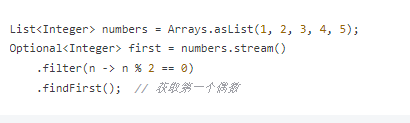 List<Integer> numbers = Arrays.asList(1, 2, 3, 4, 5);
Optional<Integer> first = numbers.stream()
    .filter(n -> n % 2 == 0)
    .findFirst();  // 获取第一个偶数